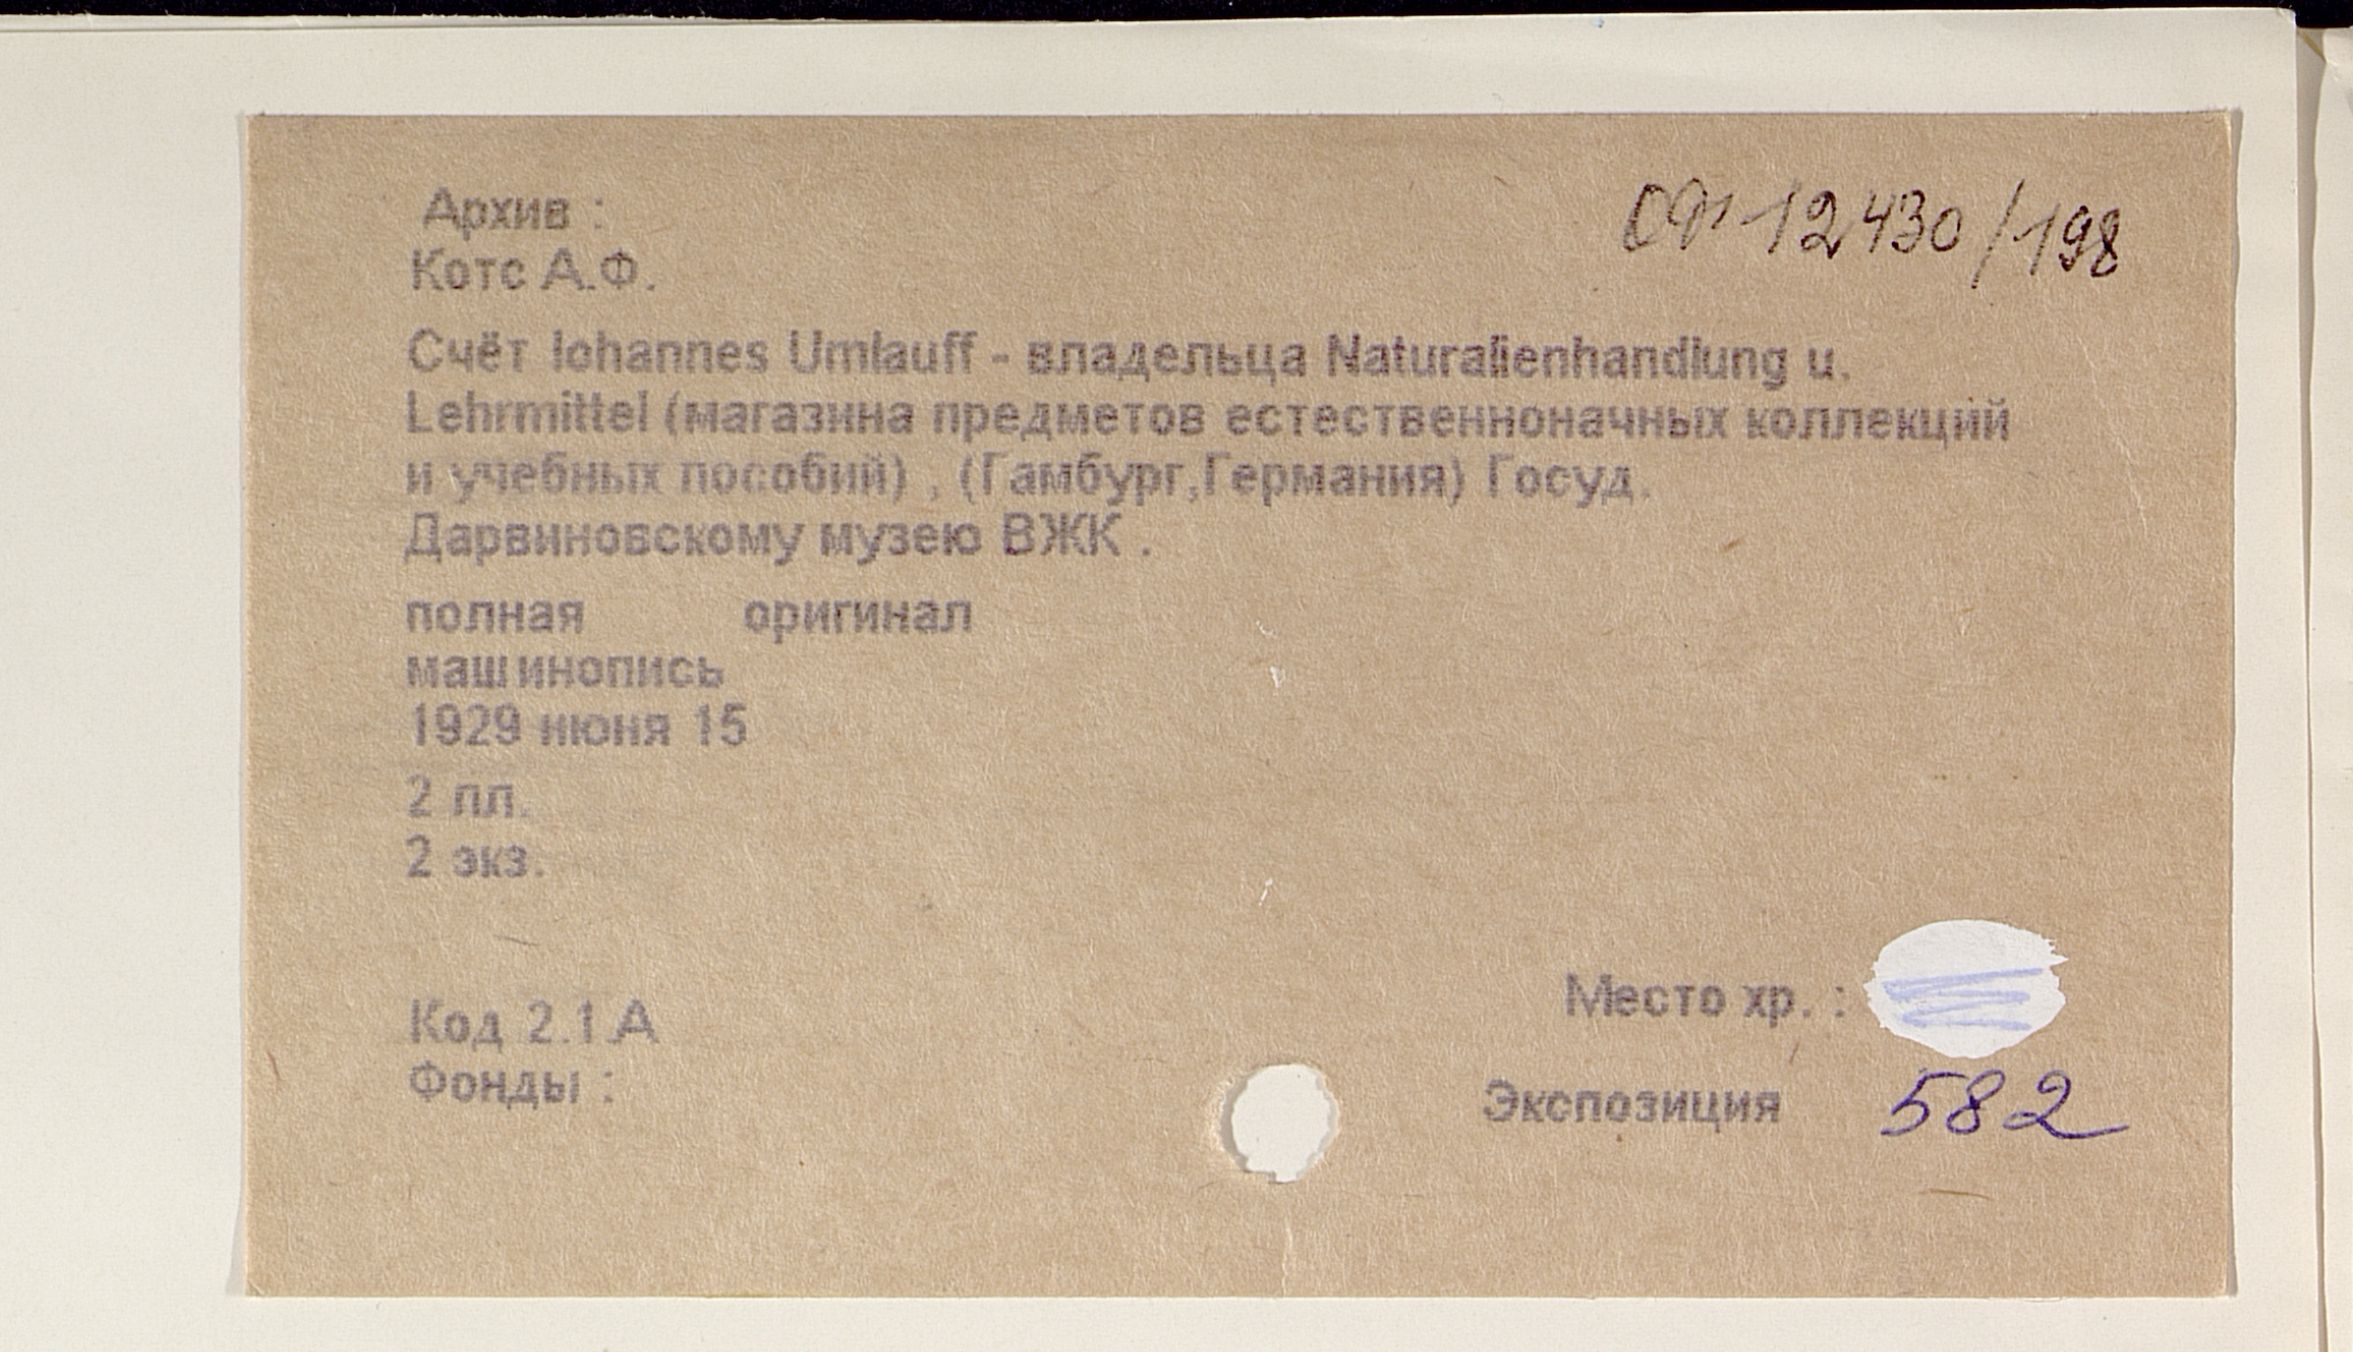 Архив :
ОФ 12430/198
Котс А.Ф.
Счёт Iohannes Umlauff - владельца Naturalienhandlung u.
Lehrmittel (магазина предметов естественноначных коллекций
и учебных пособий) , (Гамбург,Германия) Госуд.
Дарвиновскому музею ВЖК .
полная оригинал
машинопись
1929 июня 15
2 лл.
2 экз.
Место хр. :
Код 2.1.А
Фонды :
Экспозиция 582